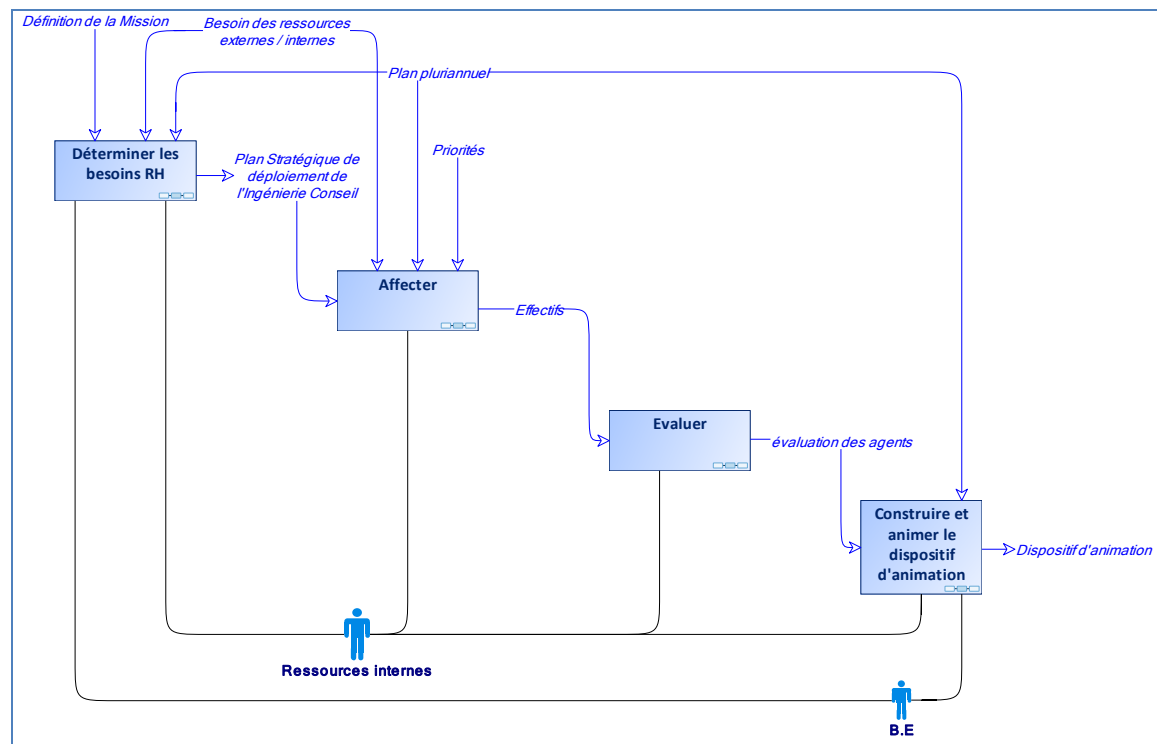 Définition de la Mission
Besoin des ressources
externes / internes
Plan pluriannuel
Déterminer les
besoins RH
Plan Stratégique de
déploiement de
l'Ingénierie Conseil
Priorités
Affecter
Effectifs
Evaluer
évaluation des agents
Construire et
animer le
dispositif
d'animation
Dispositif d'animation
Ressources internes
B.E